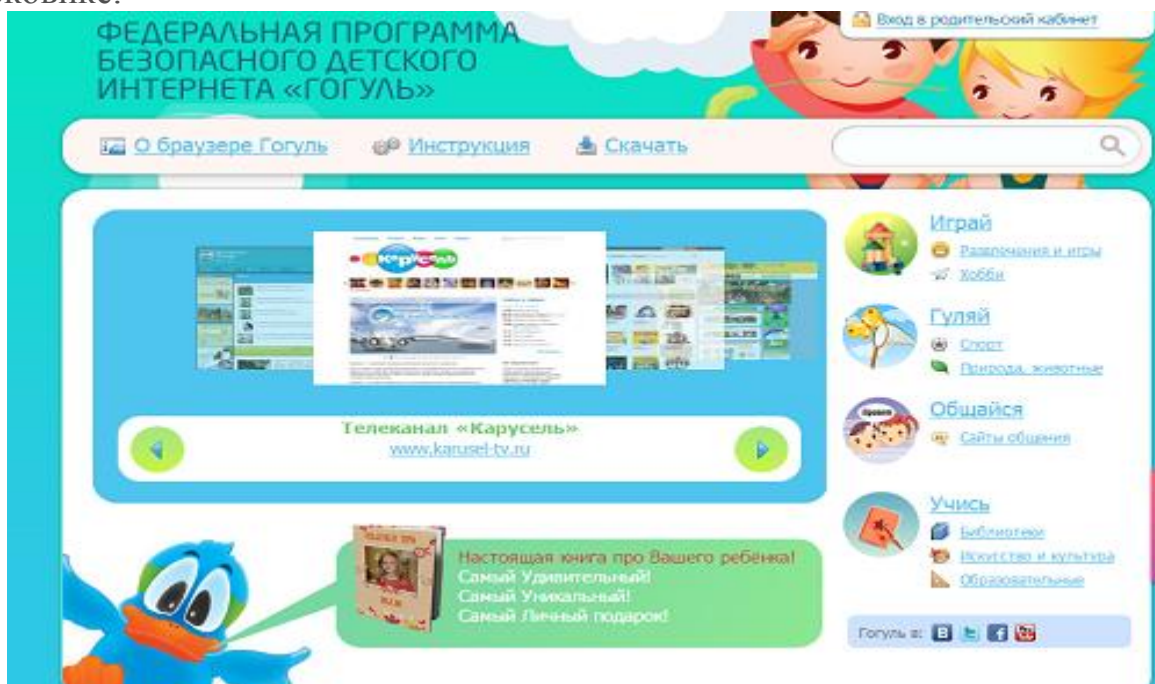 Вход в родительский кабинет
ФЕДЕРАЛЬНАЯ ПРОГРАММА
БЕЗОПАСНОГО ДЕТСКОГО
ИНТЕРНЕТА «ГОГУЛЬ»
О браузере Гогуль Инструкция Скачать
Карусель
Телеканал «Карусель»
www.karusel-tv.ru
Играй
Развлечения и игры
Хобби
Гуляй
Спорт
Природа, животные
Общайся
Сайты общения
Учись
Библиотеки
Искусство и культура
Образовательные
Настоящая книга про Вашего ребёнка!
Самый Удивительный!
Самый Уникальный!
Самый Личный подарок!
Гогуль в: